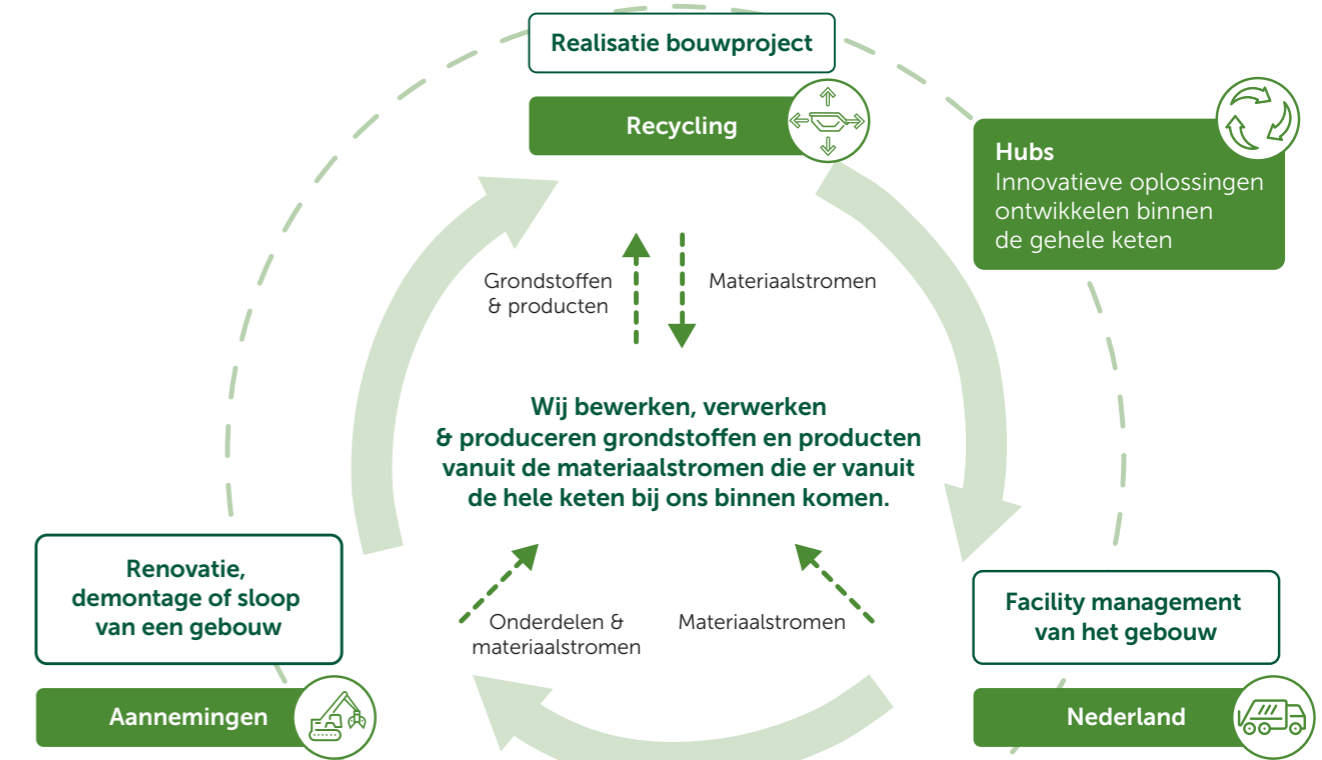 Realisatie bouwproject
Recycling
Hubs
Innovatieve oplossingen
ontwikkelen binnen
de gehele keten
Grondstoffen
& producten
Materiaalstromen
Wij bewerken, verwerken
& produceren grondstoffen en producten
vanuit de materiaalstromen die er vanuit
de hele keten bij ons binnen komen.
Renovatie,
demontage of sloop
van een gebouw
Aannemingen
Onderdelen &
materiaalstromen
Materiaalstromen
Facility management
van het gebouw
Nederland